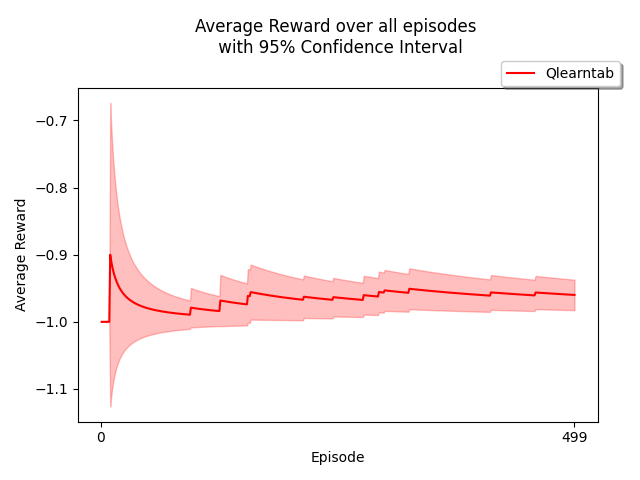 Average Reward over all episodes
with 95% Confidence Interval
Qlearntab
−0.7
−0.8
−0.9
−1.0
−1.1
Average Reward
0
499
Episode